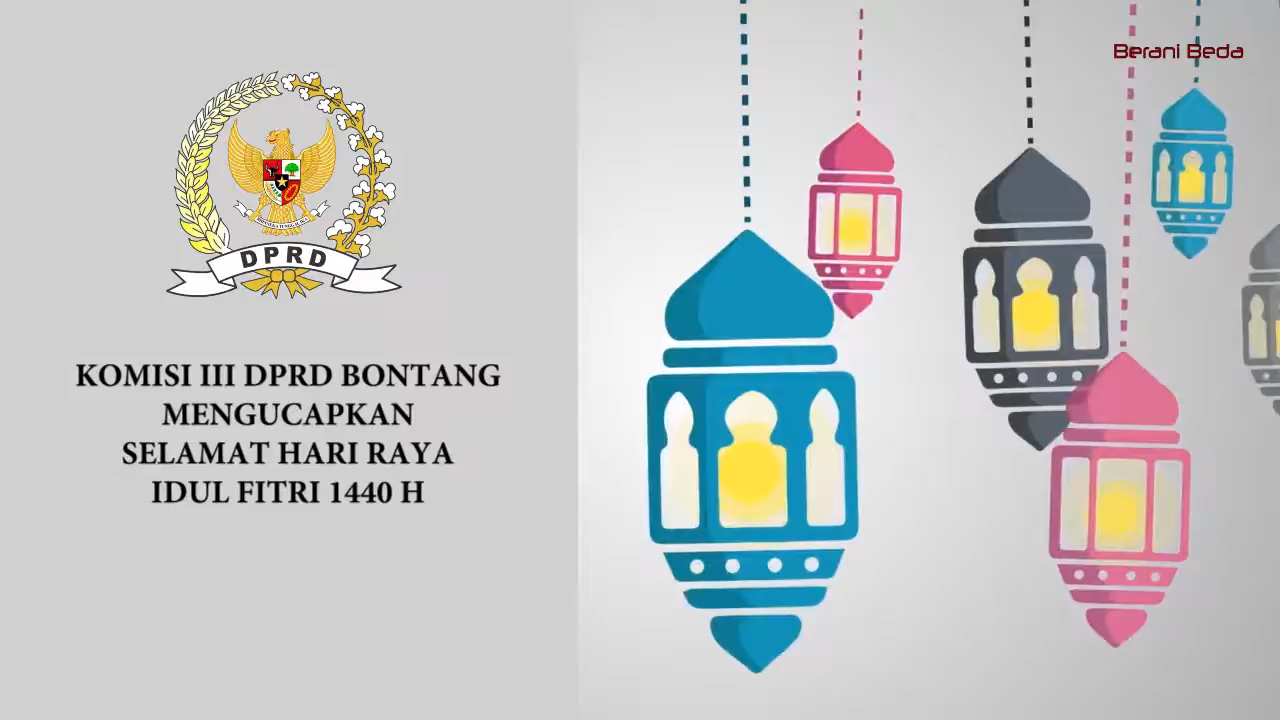 Berani Beda
DPRD
KOMISI III DPRD BONTANG
MENGUCAPKAN
SELAMAT HARI RAYA
IDUL FITRI 1440 H